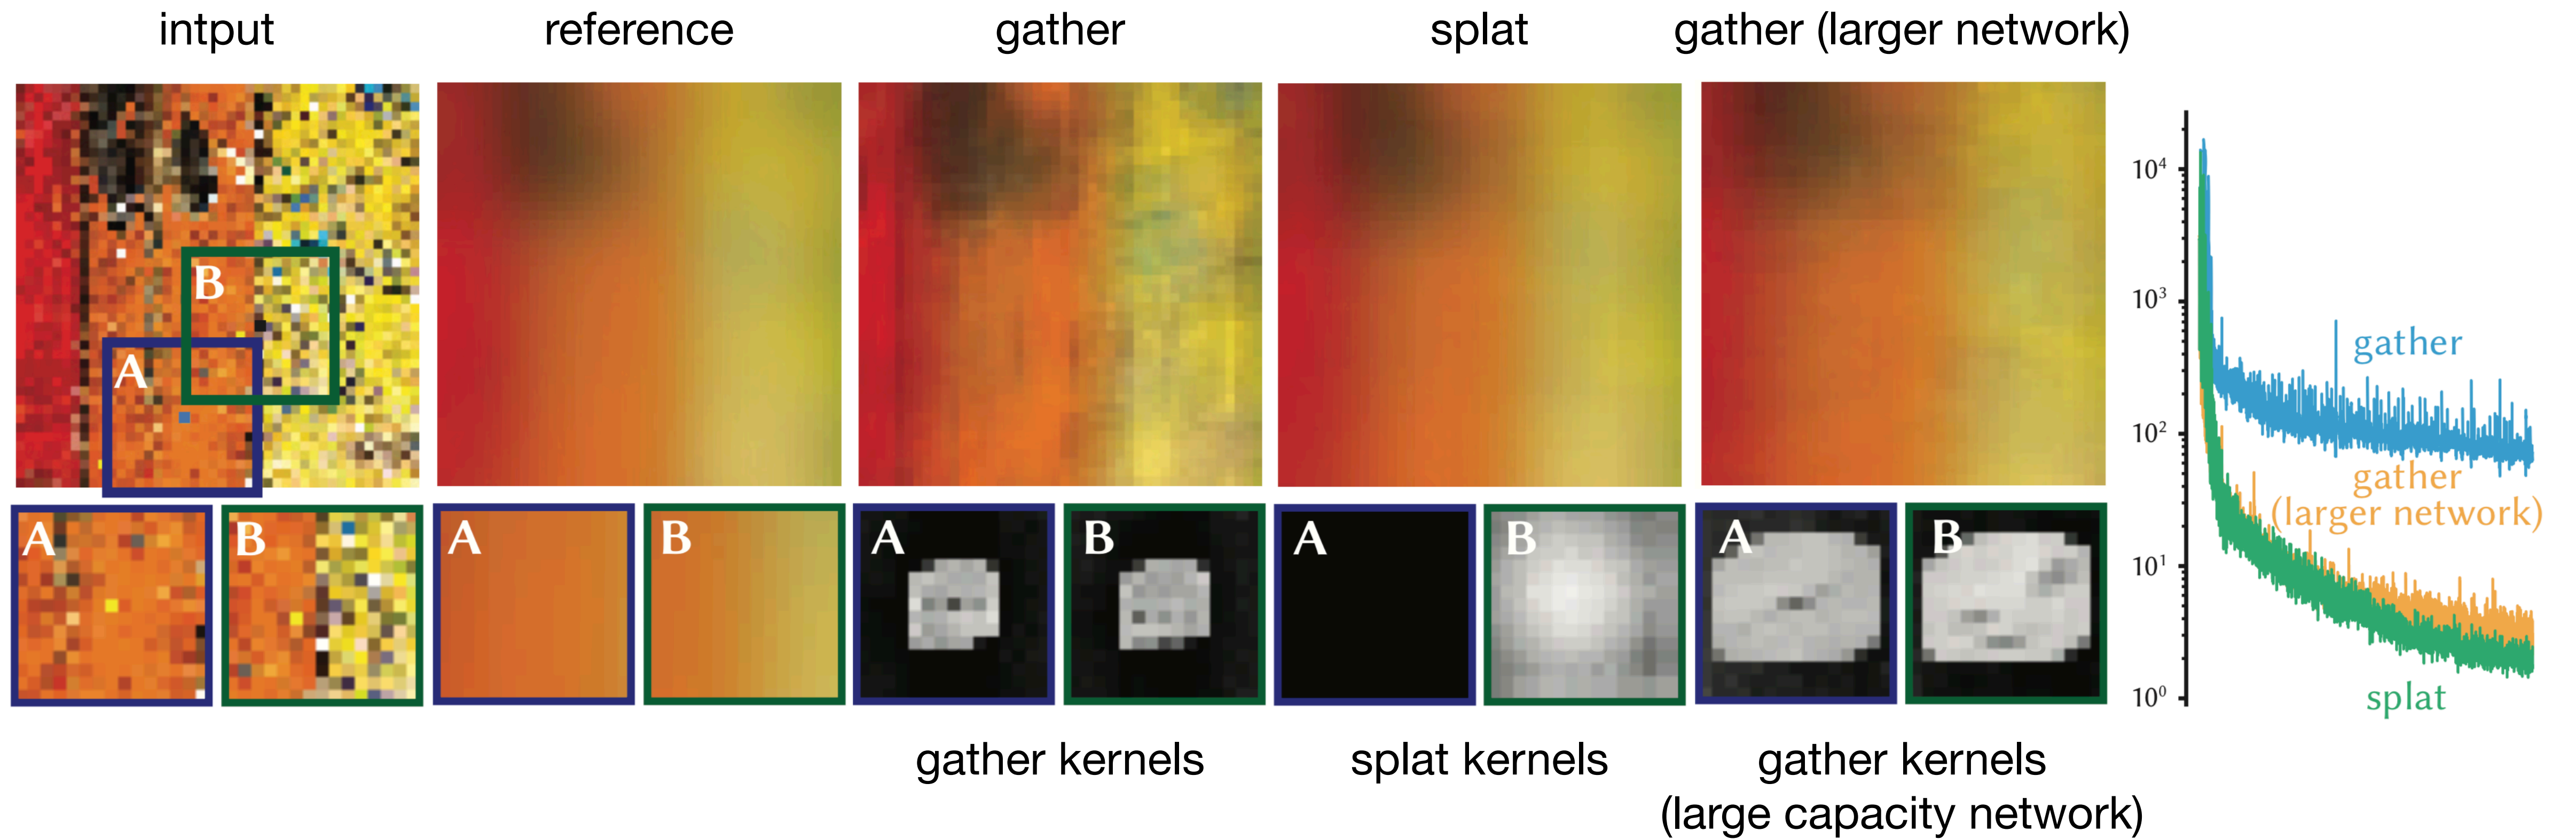 intput
reference
gather
splat
gather (larger network)
B
A
A
B
A
B
A
B
A
B
A
B
gather kernels
splat kernels
gather kernels
(large capacity network)
10⁴
10³
10²
10¹
10⁰
gather
gather
(larger network)
splat